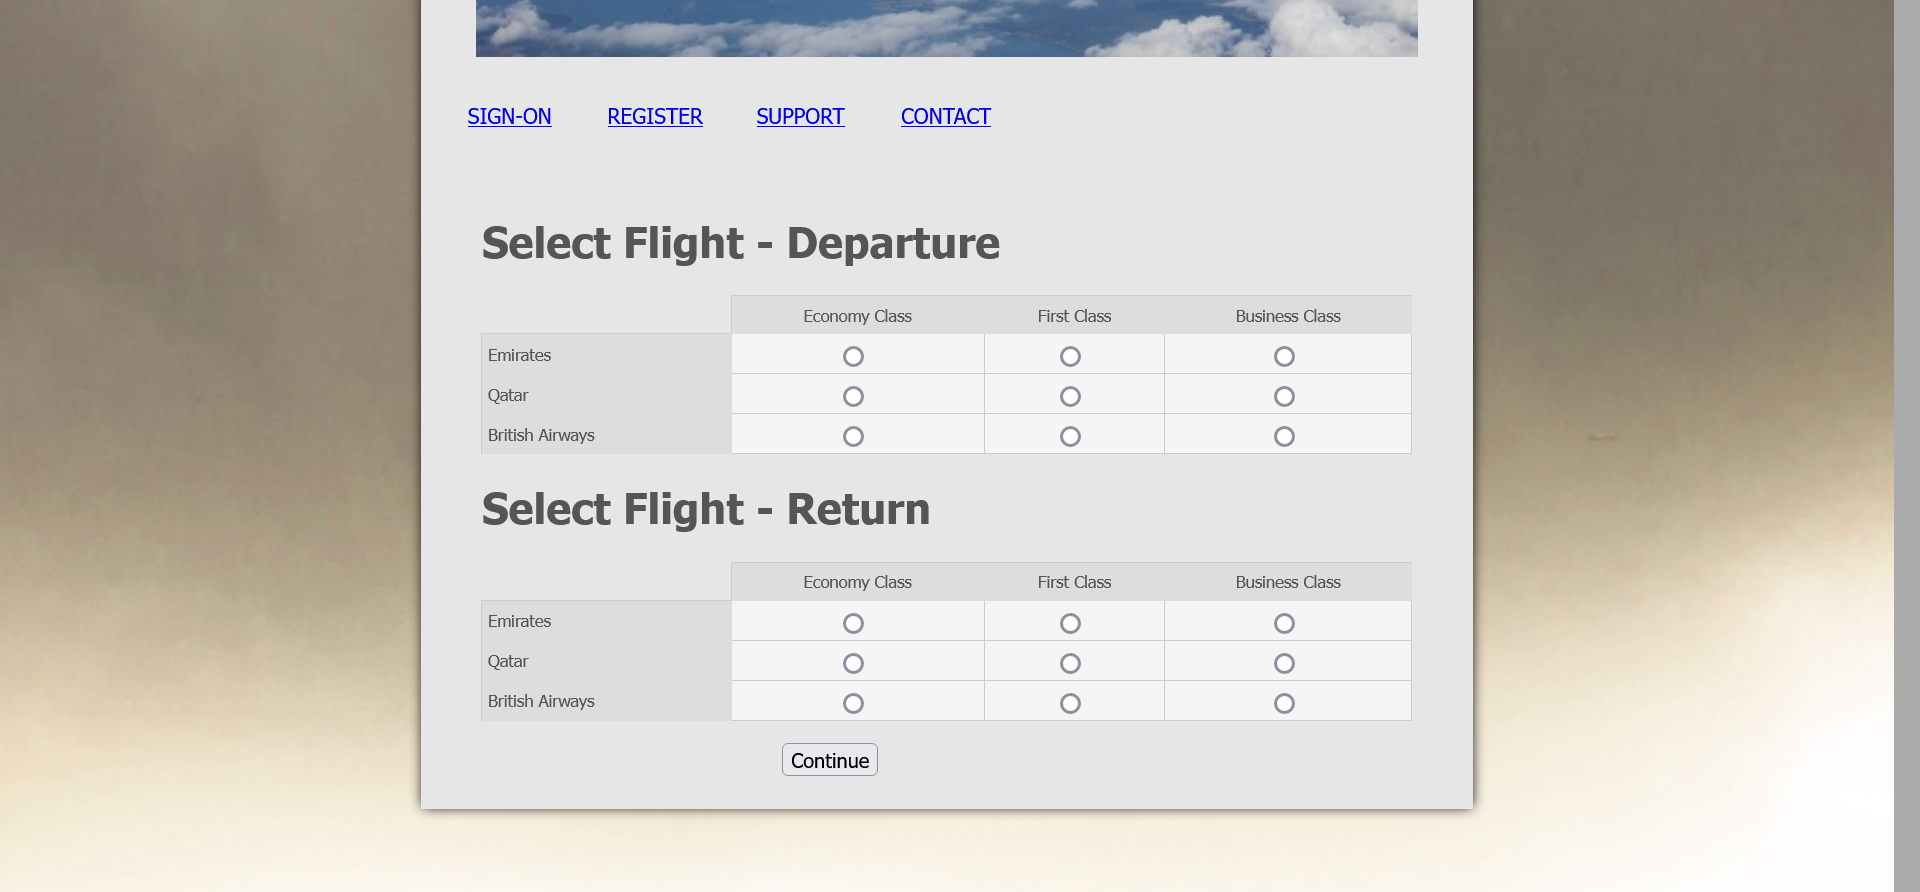 SIGN-ON REGISTER SUPPORT CONTACT
Select Flight - Departure
Economy Class First Class Business Class
Emirates
Qatar
British Airways
Select Flight - Return
Economy Class First Class Business Class
Emirates
Qatar
British Airways
Continue